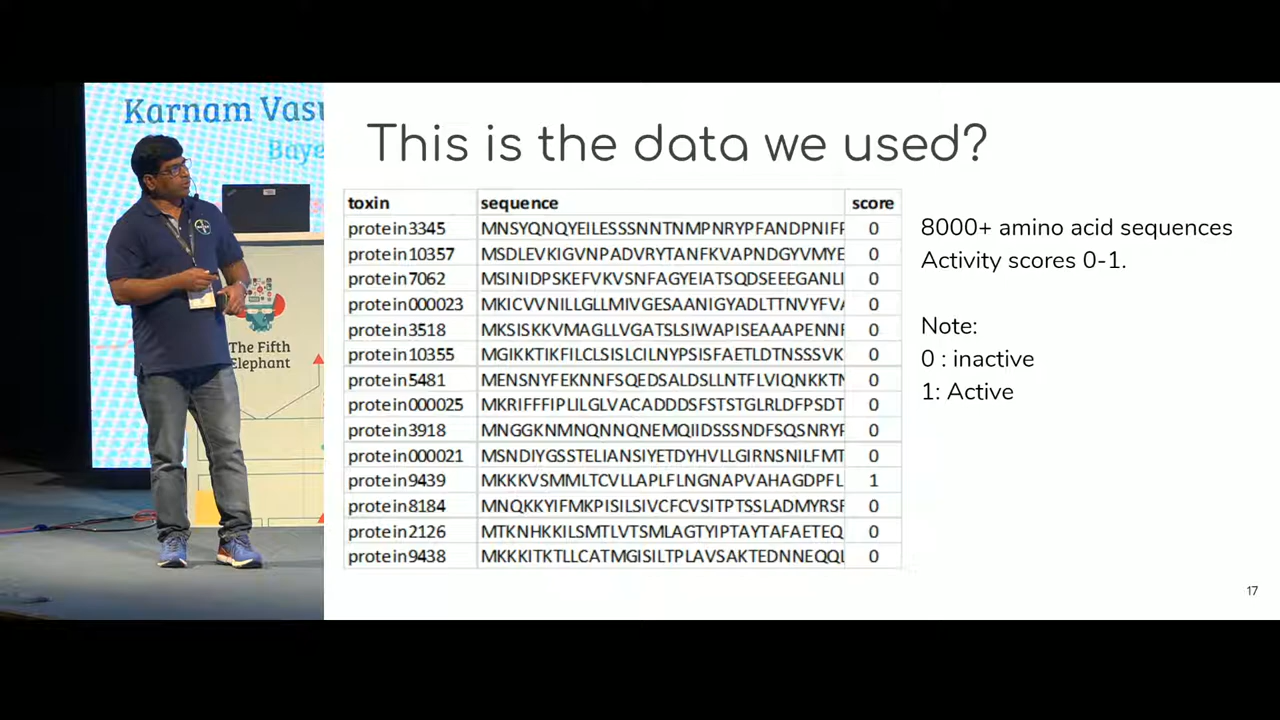 Karnam Vasu
Baye
The Fifth
Elephant
This is the data we used?
toxin sequence score
protein3345 MNSYQNQYEILESSSNNTNMPNRYPFANDPNIFF 0
protein10357 MSDLEVKIGVNPADVRYTANFKVAPNDGYVMYE 0
protein7062 MSINIDPSKEFVKVSNFAGYEIATSQDSEEEGANLI 0
protein000023 MKICVVNILLGLLMIVGESAANIGYADLTTNVYFVA 0
protein3518 MKSISKKVMAGLLVGATSLSIWAPISEAAAPENNF 0
protein10355 MGIKKTIKFILCLSISLCILNYPSISFAETLDTNSSSVK 0
protein5481 MENSNYFEKNNFSQEDSALDSLLNTFLVIQNKKTN 0
protein000025 MKRIFFFIPLILGLVACADDDSFSTSTGLRLDFPSDT 0
protein3918 MNGGKNMNQNNQNEMQIIDSSSNDFSQSNRYF 0
protein000021 MSNDIYGSSTELIANSIYETDYHVLLGIRNSNILFMT 0
protein9439 MKKKVSMMLTCVLLAPLFLNGNAPVAHAGDPFL 1
protein8184 MNQKKYIFMKPISILSIVCFCVSITPTSSLADMYRSF 0
protein2126 MTKNHKKILSMTLVTSMLAGTYIPTAYTAFAETEQ 0
protein9438 MKKKITKTLLCATMGISILTPLAVSAKTEDNNEQQL 0
8000+ amino acid sequences
Activity scores 0-1.
Note:
0 : inactive
1: Active
17